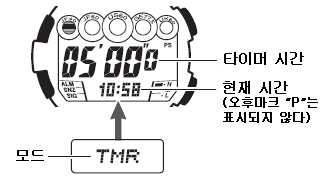 PS
05'00"0
타이머 시간
ALM
SNZ
SIG
10:58
H
L
현재 시간
(오후마크 "P"는
표시되지 않다)
모드
TMR